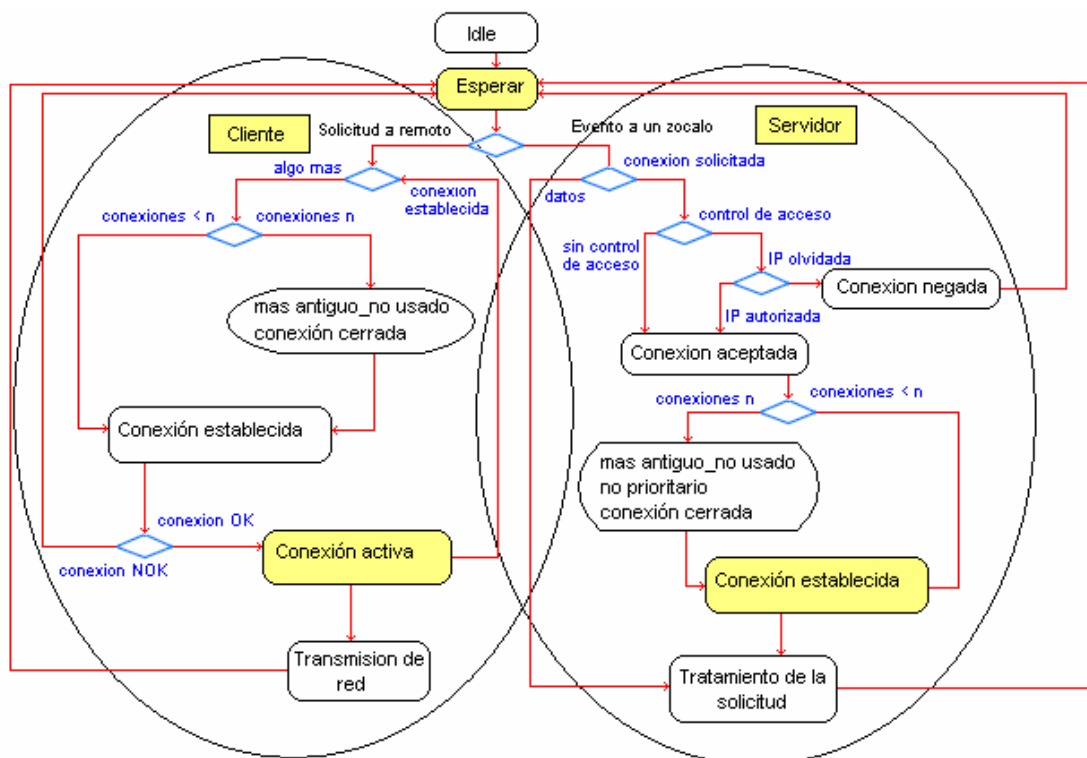 Idle
Esperar
Cliente
Solicitud a remoto
Evento a un zocalo
Servidor
algo mas
conexion
establecida
conexion solicitada
datos
conexiones < n
conexiones n
control de acceso
sin control
de acceso
IP olvidada
Conexion negada
mas antiguo_no usado
conexión cerrada
IP autorizada
Conexion aceptada
conexiones n
conexiones < n
Conexión establecida
mas antiguo_no usado
no prioritario
conexión cerrada
conexion OK
conexion NOK
Conexión activa
Conexión establecida
Transmision de
red
Tratamiento de la
solicitud